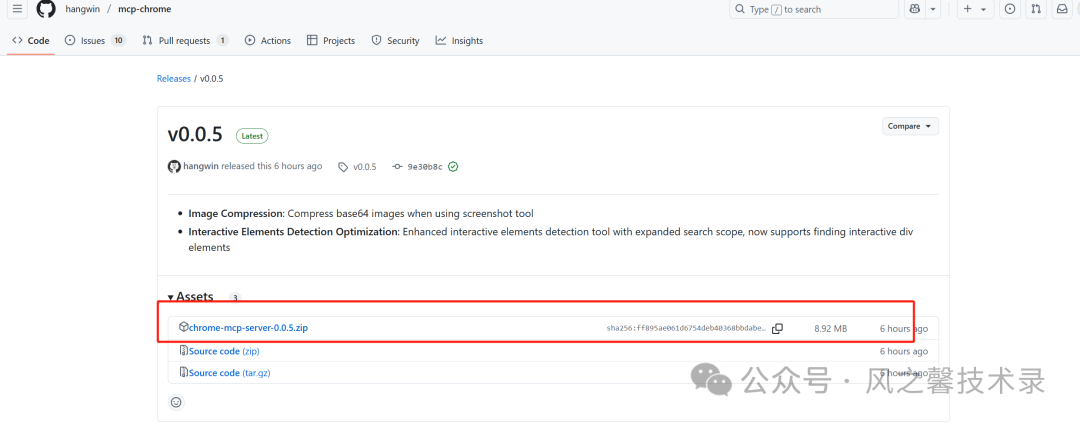 hangwin / mcp-chrome
Type / to search
Code Issues 10 Pull requests 1 Actions Projects Security Insights
Releases / v0.0.5
v0.0.5 Latest
Compare
hangwin released this 6 hours ago v0.0.5 9e30b8c
Image Compression: Compress base64 images when using screenshot tool
Interactive Elements Detection Optimization: Enhanced interactive elements detection tool with expanded search scope, now supports finding interactive div
elements
Assets 3
chrome-mcp-server-0.0.5.zip sha256:ff895ae061d6754deb40368bbdabe… 8.92 MB 6 hours ago
Source code (zip) 6 hours ago
Source code (tar.gz) 6 hours ago
公众号 · 风之馨技术录